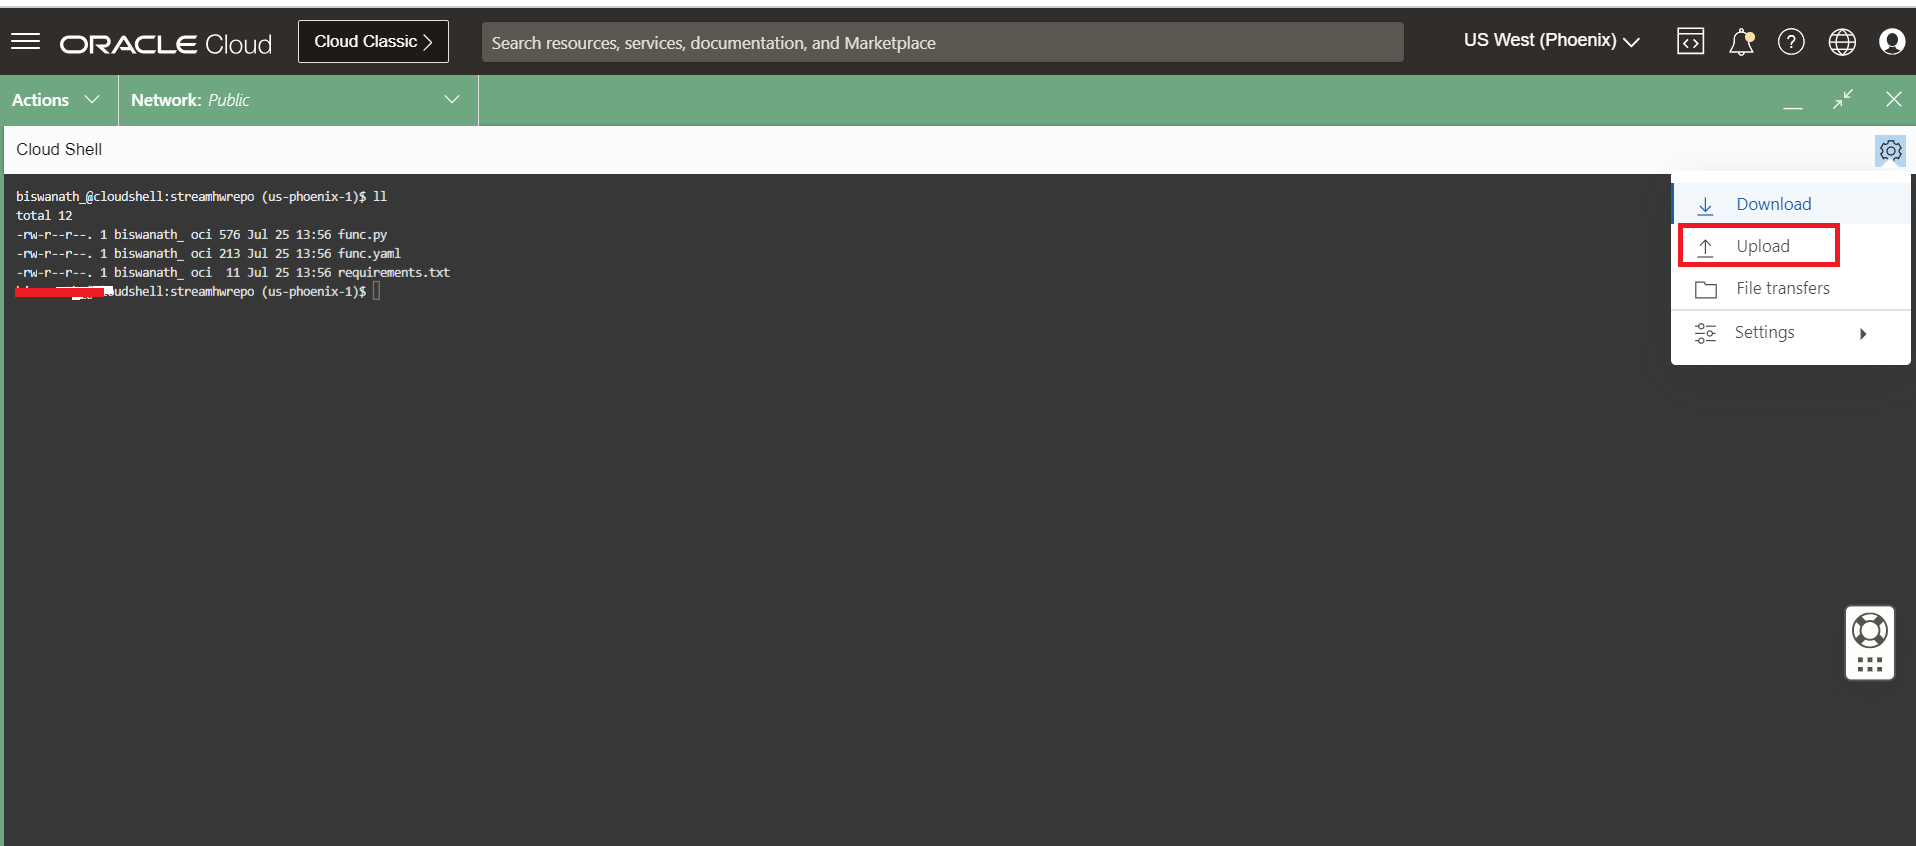 ORACLE Cloud
Cloud Classic
Search resources, services, documentation, and Marketplace
US West (Phoenix)
Actions
Network: Public
Cloud Shell
biswanath_@cloudshell:streamhwrepo (us-phoenix-1)$ ll
total 12
-rw-r--r--. 1 biswanath_ oci 576 Jul 25 13:56 func.py
-rw-r--r--. 1 biswanath_ oci 213 Jul 25 13:56 func.yaml
-rw-r--r--. 1 biswanath_ oci  11 Jul 25 13:56 requirements.txt
oudshell:streamhwrepo (us-phoenix-1)$
Download
Upload
File transfers
Settings